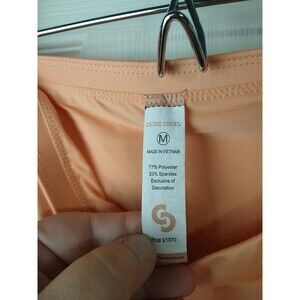 M
MADE IN VIETNAM
77% Polyester
23% Spandex
Exclusive of
Decoration